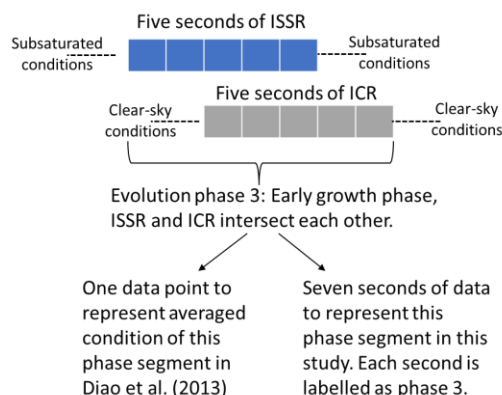 Five seconds of ISSR
Subsaturated
conditions
Subsaturated
conditions
Five seconds of ICR
Clear-sky
conditions
Clear-sky
conditions
Evolution phase 3: Early growth phase,
ISSR and ICR intersect each other.
One data point to
represent averaged
condition of this
phase segment in
Diao et al. (2013)
Seven seconds of data
to represent this
phase segment in this
study. Each second is
labelled as phase 3.